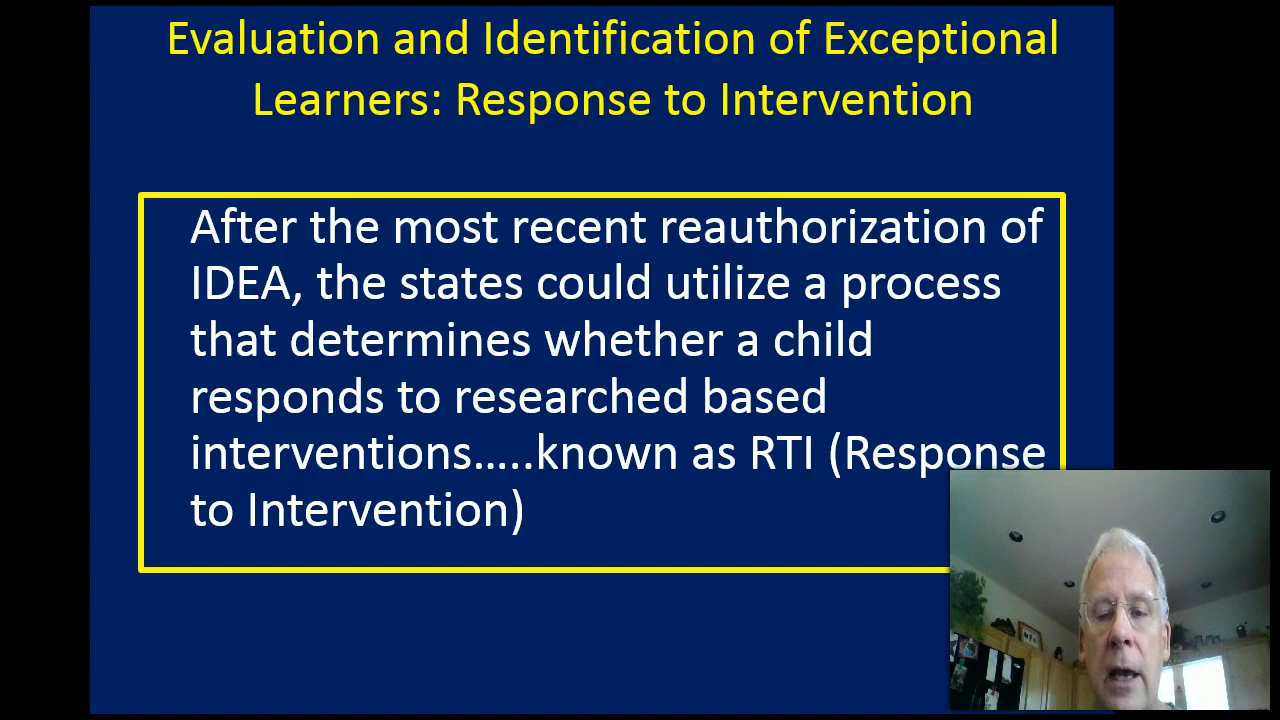 Evaluation and Identification of Exceptional
Learners: Response to Intervention
After the most recent reauthorization of
IDEA, the states could utilize a process
that determines whether a child
responds to researched based
interventions…..known as RTI (Response
to Intervention)